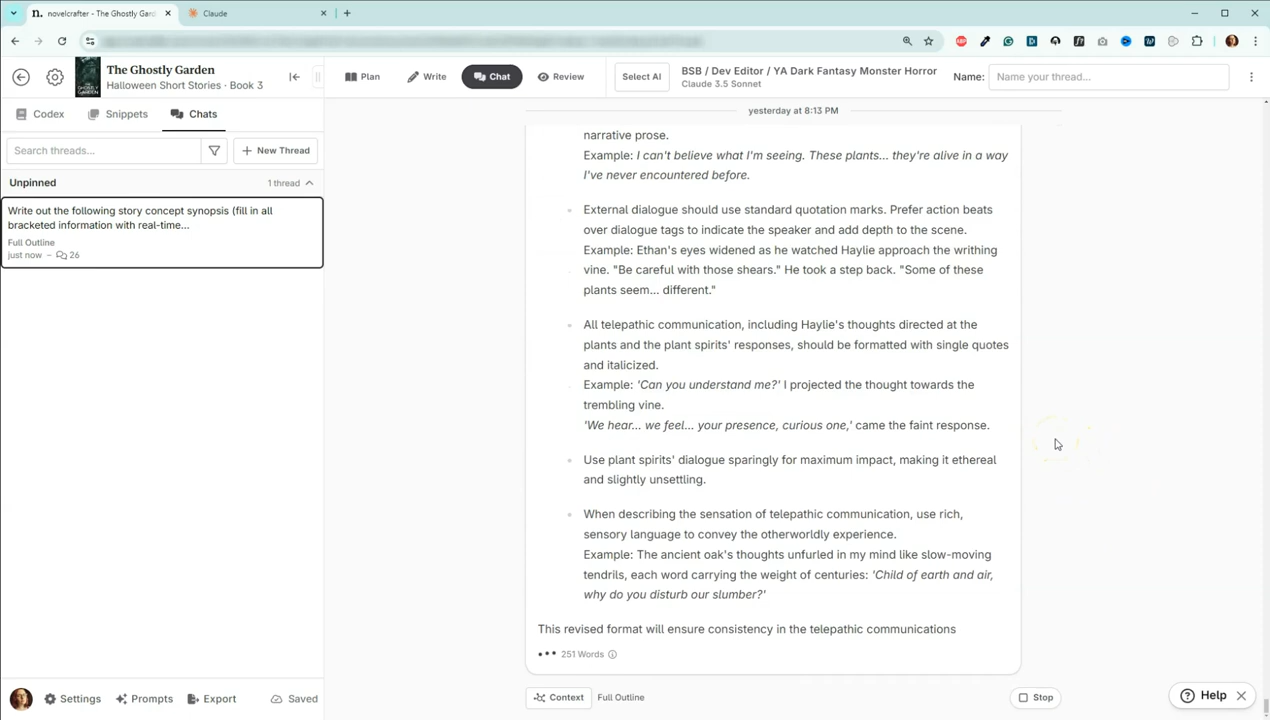 novelcrafter - The Ghostly Gard
Claude
The Ghostly Garden
Halloween Short Stories · Book 3
Plan
Write
Chat
Review
Select AI
BSB / Dev Editor / YA Dark Fantasy Monster Horror
Claude 3.5 Sonnet
Name:
Name your thread...
Codex
Snippets
Chats
Search threads...
New Thread
Unpinned
1 thread
Write out the following story concept synopsis (fill in all
bracketed information with real-time...
Full Outline
just now – 26
yesterday at 8:13 PM
narrative prose.
Example: I can't believe what I'm seeing. These plants... they're alive in a way
I've never encountered before.
External dialogue should use standard quotation marks. Prefer action beats
over dialogue tags to indicate the speaker and add depth to the scene.
Example: Ethan's eyes widened as he watched Haylie approach the writhing
vine. "Be careful with those shears." He took a step back. "Some of these
plants seem... different."
All telepathic communication, including Haylie's thoughts directed at the
plants and the plant spirits' responses, should be formatted with single quotes
and italicized.
Example: 'Can you understand me?' I projected the thought towards the
trembling vine.
'We hear... we feel... your presence, curious one,' came the faint response.
Use plant spirits' dialogue sparingly for maximum impact, making it ethereal
and slightly unsettling.
When describing the sensation of telepathic communication, use rich,
sensory language to convey the otherworldly experience.
Example: The ancient oak's thoughts unfurled in my mind like slow-moving
tendrils, each word carrying the weight of centuries: 'Child of earth and air,
why do you disturb our slumber?'
This revised format will ensure consistency in the telepathic communications
251 Words
Context
Full Outline
Stop
Settings
Prompts
Export
Saved
Help